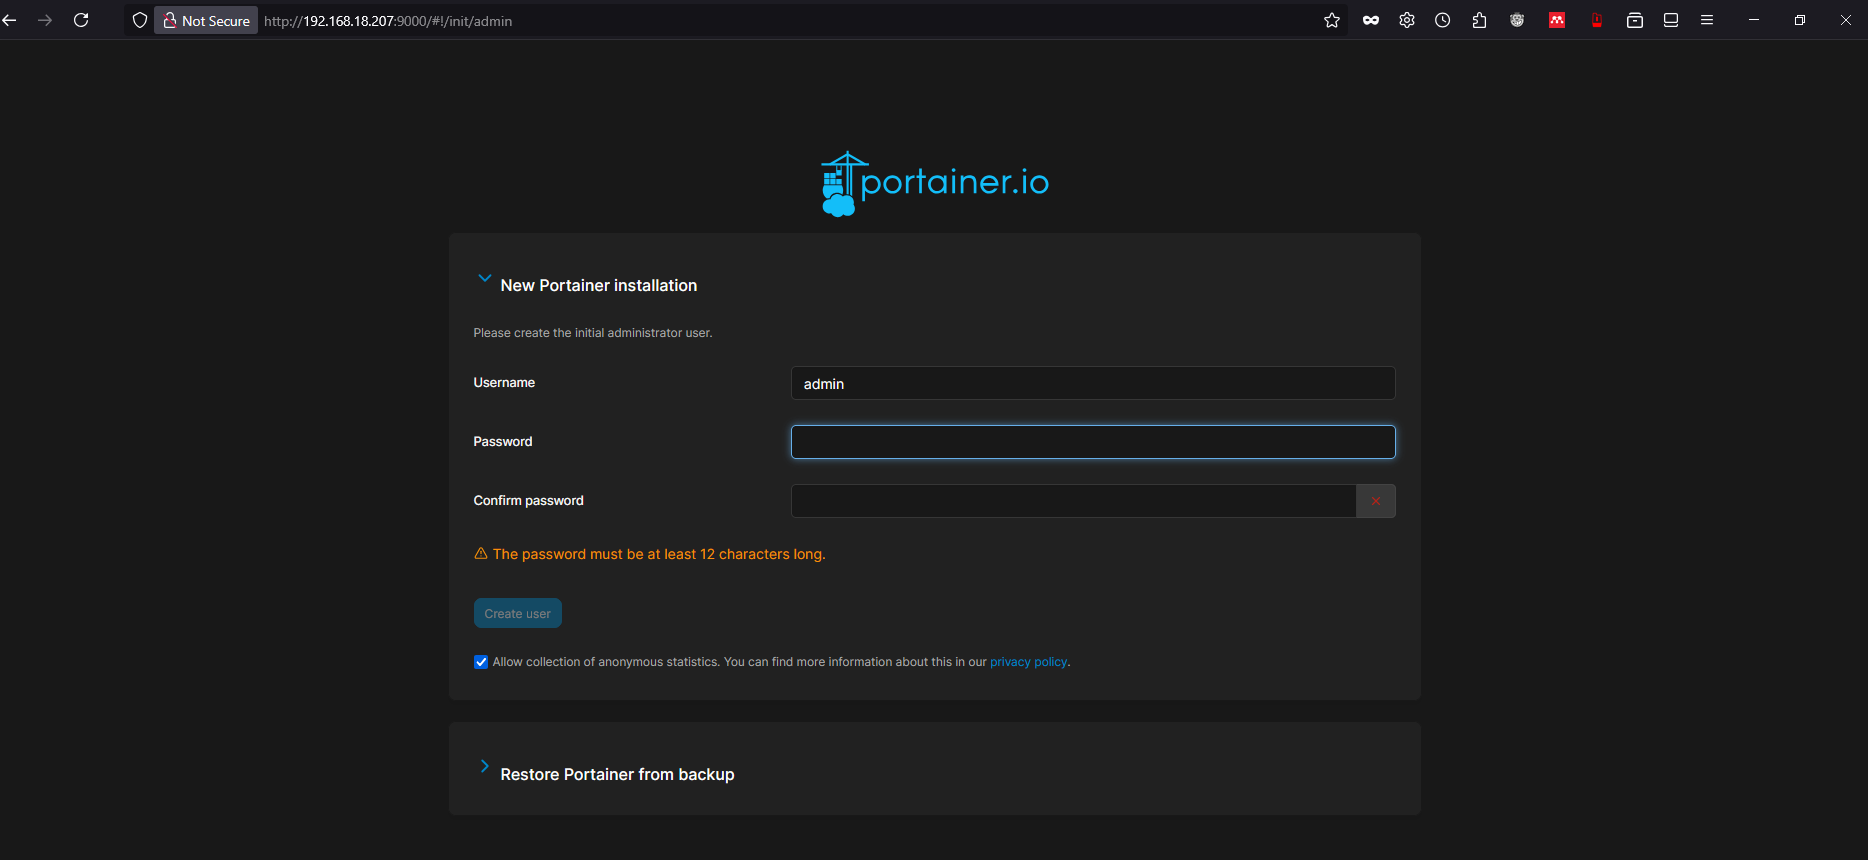 Not Secure http://192.168.18.207:9000/#!/init/admin
portainer.io
New Portainer installation
Please create the initial administrator user.
Username
admin
Password
Confirm password
The password must be at least 12 characters long.
Create user
Allow collection of anonymous statistics. You can find more information about this in our privacy policy.
Restore Portainer from backup